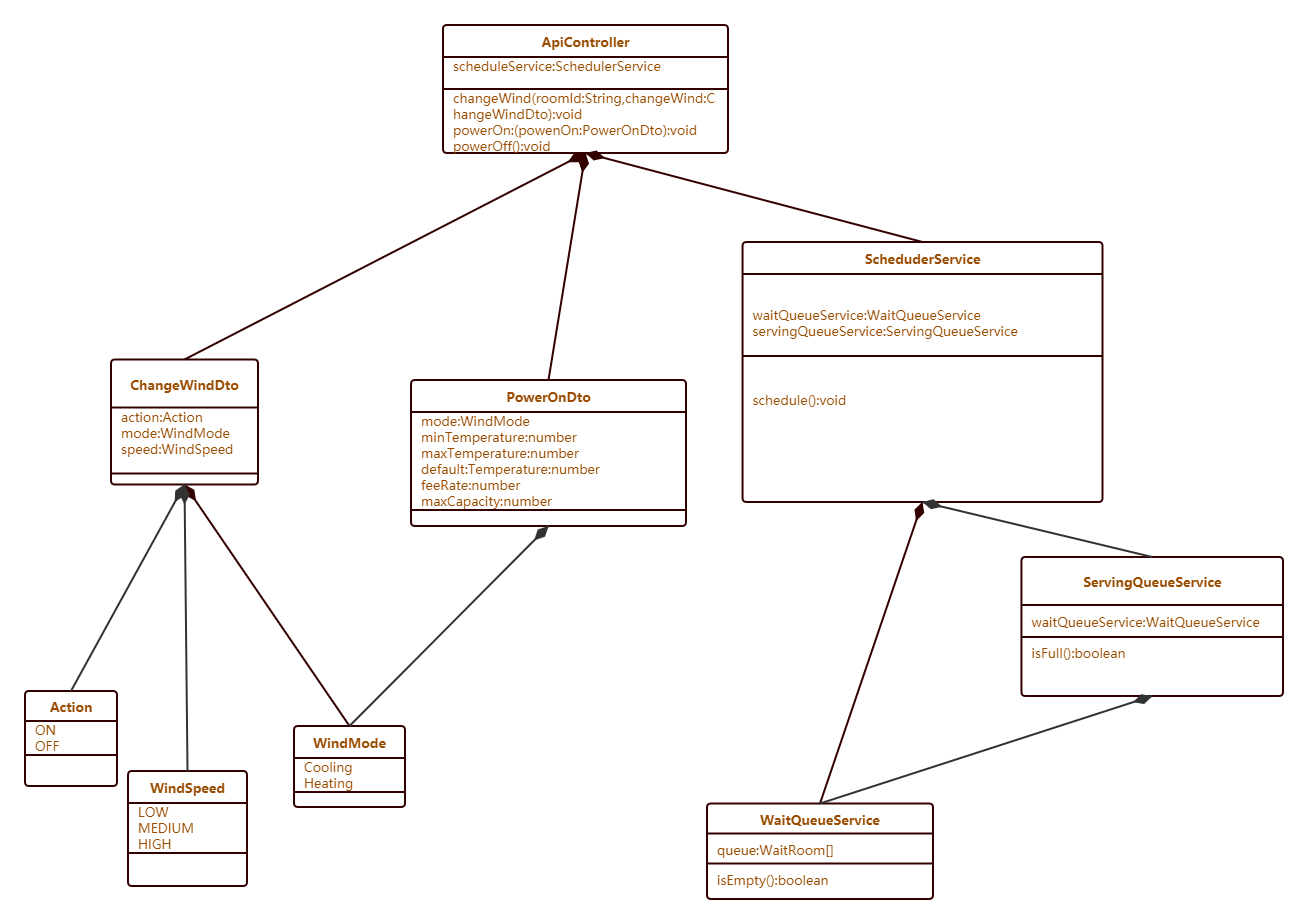 ApiController
scheduleService:SchedulerService
changeWind(roomId:String,changeWind:C
hangeWindDto):void
powerOn:(powenOn:PowerOnDto):void
powerOff():void
ScheduderService
waitQueueService:WaitQueueService
servingQueueService:ServingQueueService
schedule():void
ChangeWindDto
action:Action
mode:WindMode
speed:WindSpeed
PowerOnDto
mode:WindMode
minTemperature:number
maxTemperature:number
default:Temperature:number
feeRate:number
maxCapacity:number
ServingQueueService
waitQueueService:WaitQueueService
isFull():boolean
Action
ON
OFF
WindSpeed
LOW
MEDIUM
HIGH
WindMode
Cooling
Heating
WaitQueueService
queue:WaitRoom[]
isEmpty():boolean